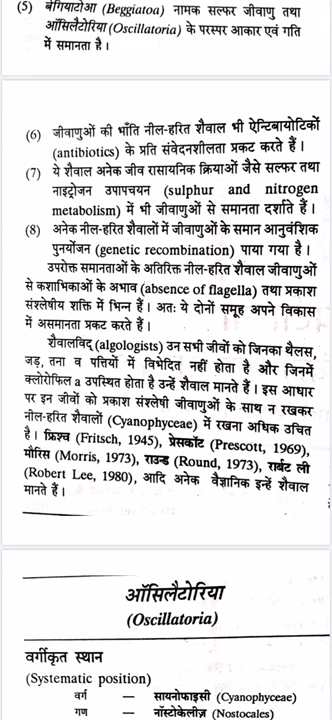 (5) बेगियाटोआ (Beggiatoa) नामक सल्फर जीवाणु तथा
ऑसिलैटोरिया (Oscillatoria) के परस्पर आकार एवं गति
में समानता है।
(6) जीवाणुओं की भाँति नील-हरित शैवाल भी ऐन्टिबायोटिकों
(antibiotics) के प्रति संवेदनशीलता प्रकट करते हैं।
(7) ये शैवाल अनेक जीव रासायनिक क्रियाओं जैसे सल्फर तथा
नाइट्रोजन उपापचयन (sulphur and nitrogen
metabolism) में भी जीवाणुओं से समानता दर्शाते हैं।
(8) अनेक नील-हरित शैवालों में जीवाणुओं के समान आनुवंशिक
पुनर्योजन (genetic recombination) पाया गया है।
उपरोक्त समानताओं के अतिरिक्त नील-हरित शैवाल जीवाणुओं
से कशाभिकाओं के अभाव (absence of flagella) तथा प्रकाश
संश्लेषीय शक्ति में भिन्न हैं। अतः ये दोनों समूह अपने विकास
में असमानता प्रकट करते हैं।
शैवालविद् (algologists) उन सभी जीवों को जिनका थैलस,
जड़, तना व पत्तियों में विभेदित नहीं होता है और जिनमें
क्लोरोफिल a उपस्थित होता है उन्हें शैवाल मानते हैं। इस आधार
पर इन जीवों को प्रकाश संश्लेषी जीवाणुओं के साथ न रखकर
नील-हरित शैवालों (Cyanophyceae) में रखना अधिक उचित
है। फ्रिश्च (Fritsch, 1945), प्रेसकॉट (Prescott, 1969),
मौरिस (Morris, 1973), राउन्ड (Round, 1973), रार्बट ली
(Robert Lee, 1980), आदि अनेक वैज्ञानिक इन्हें शैवाल
मानते हैं।
ऑसिलैटोरिया
(Oscillatoria)
वर्गीकृत स्थान
(Systematic position)
वर्ग — सायनोफाइसी (Cyanophyceae)
गण — नॉस्टोकेलीज़ (Nostocales)